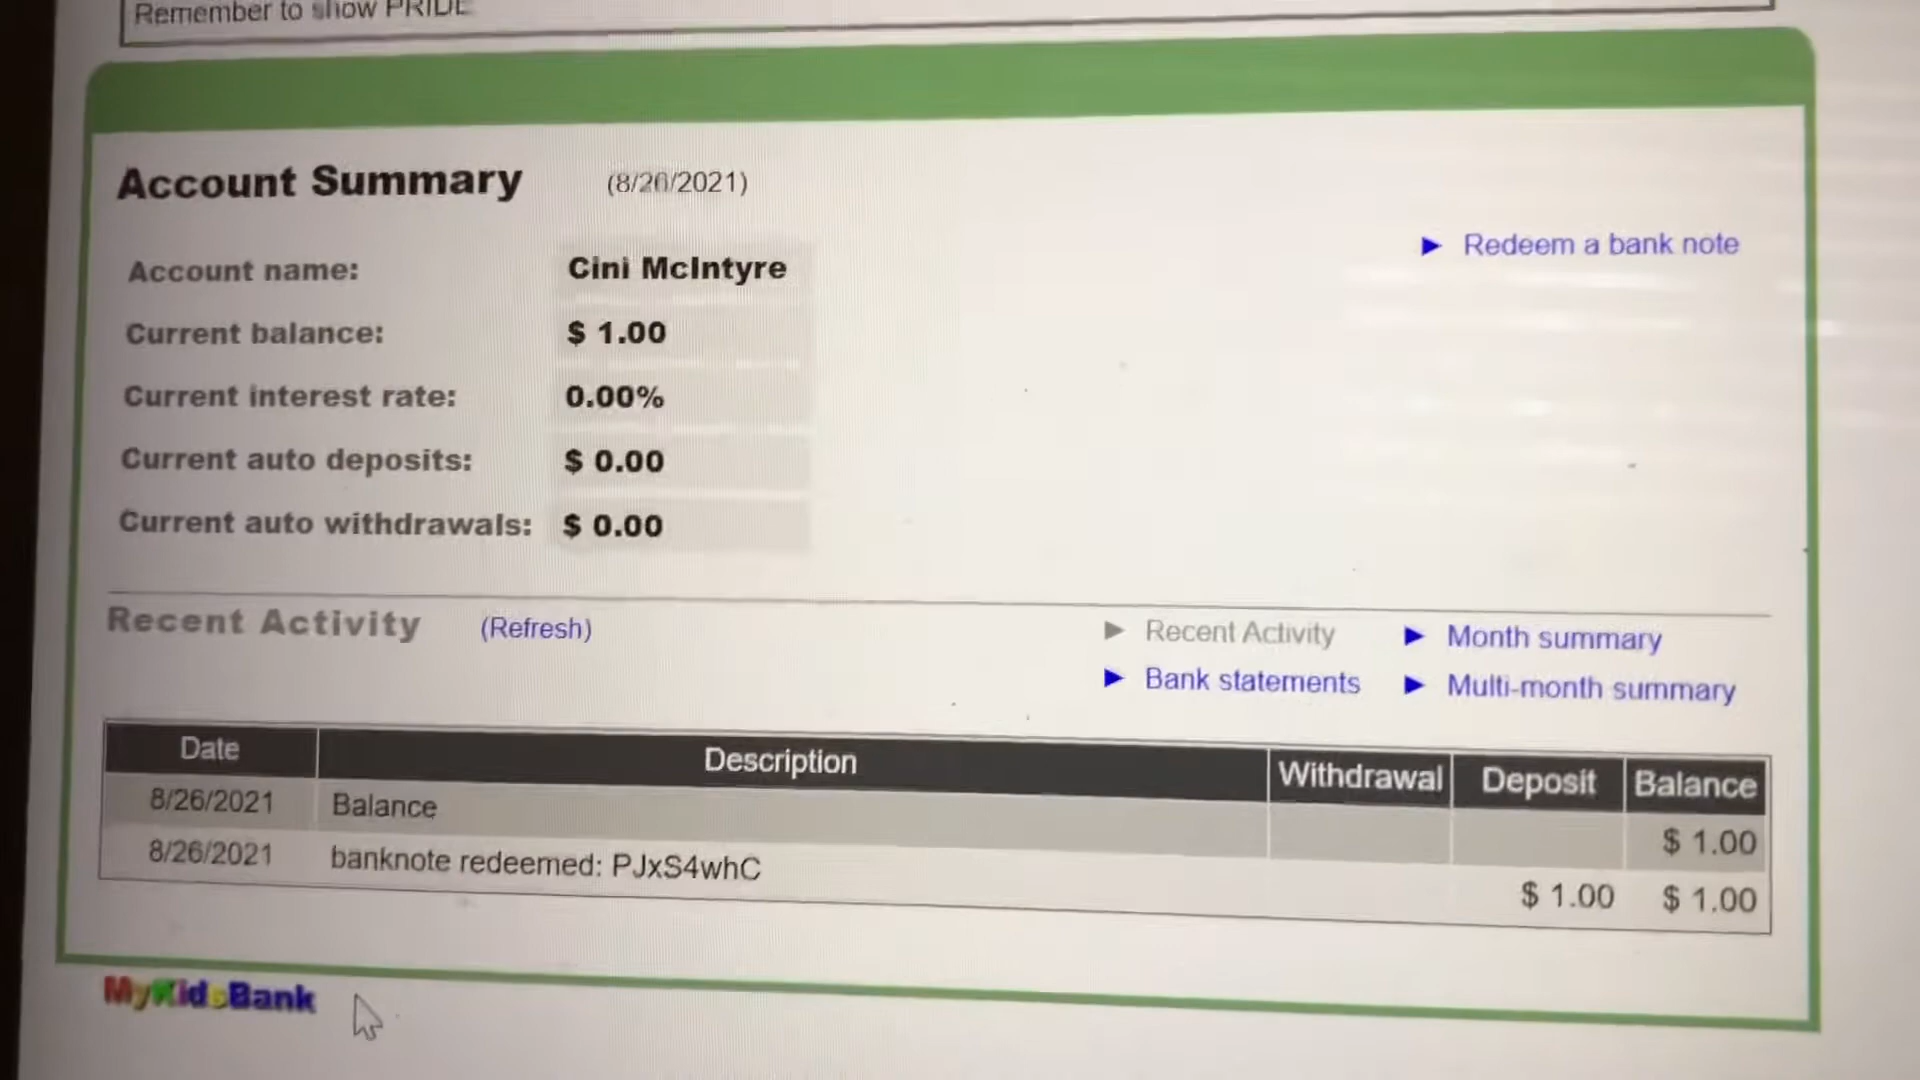 Remember to show PRIDE
Account Summary (8/26/2021)
Redeem a bank note
Account name: Cini McIntyre
Current balance: $ 1.00
Current interest rate: 0.00%
Current auto deposits: $ 0.00
Current auto withdrawals: $ 0.00
Recent Activity (Refresh)
Recent Activity Month summary
Bank statements Multi-month summary
Date Description Withdrawal Deposit Balance
8/26/2021 Balance $ 1.00
8/26/2021 banknote redeemed: PJxS4whC $ 1.00 $ 1.00
MyKidsBank